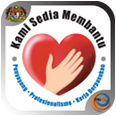 Kami Sedia Membantu
Penyayang • Profesionalisme • Kerja Berpasukan